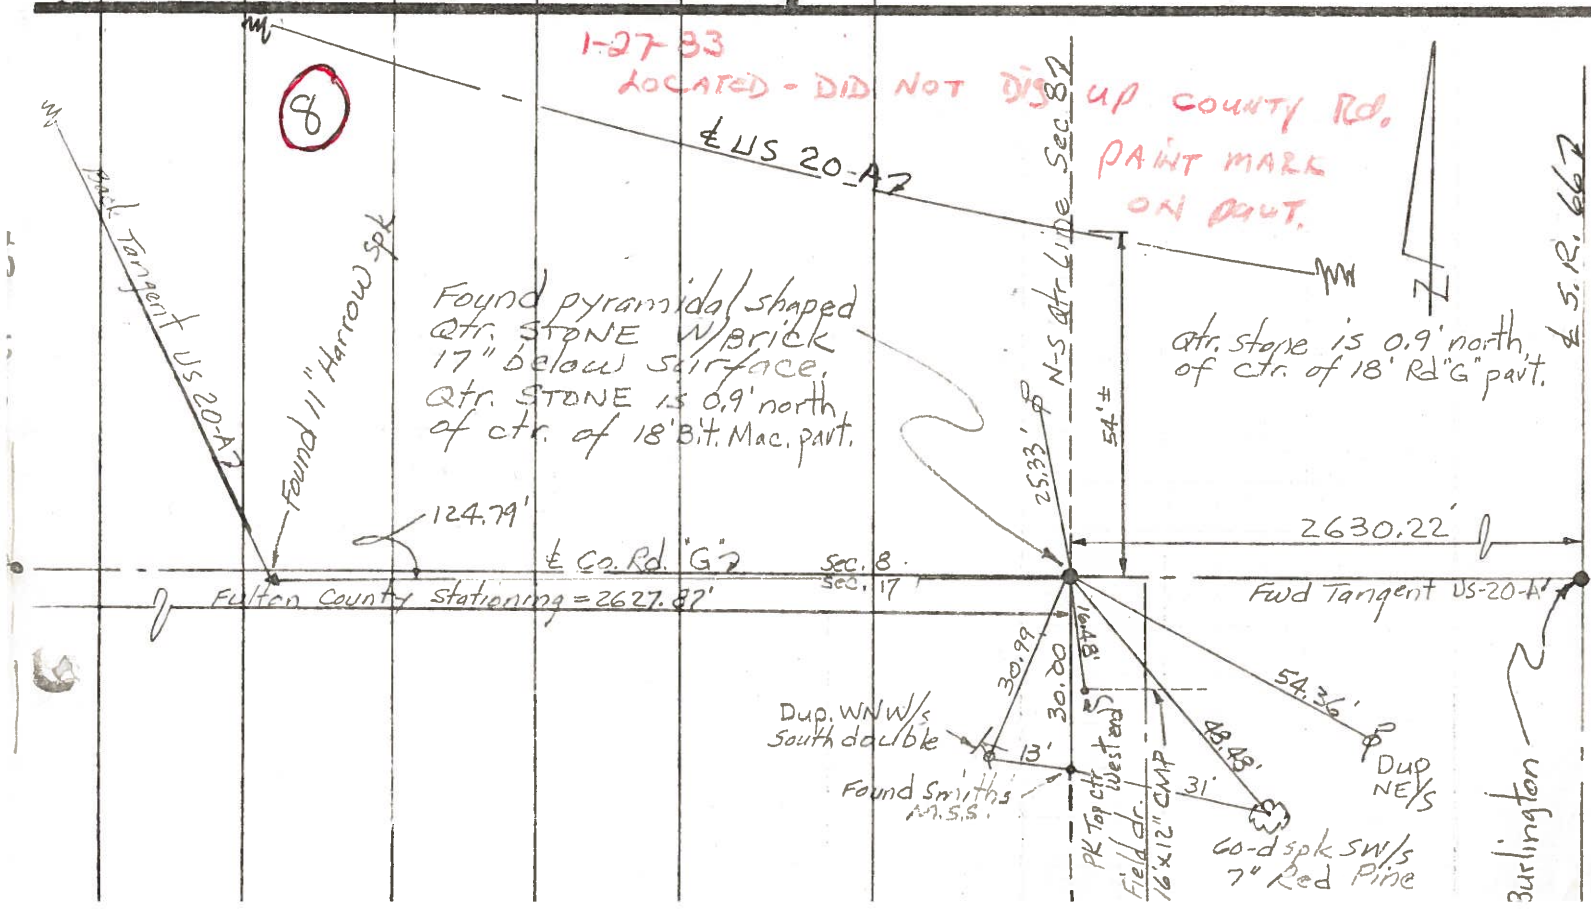 1-27-83
LOCATED - DID NOT DIG UP COUNTY Rd.
PAINT MARK
ON PAVT.
8
℄ US 20-A
N-S Qtr. Line Sec. 8
℄ S.R. 66
Back Tangent US 20-A
Found 11" Harrow Spk
Found pyramidal shaped
Qtr. STONE W/Brick
17" below surface.
Qtr. STONE is 0.9' north
of ctr. of 18' Bit. Mac. pavt.
Qtr. stone is 0.9' north
of ctr. of 18' Rd "G" pavt.
N
25.33'
54'±
124.79'
2630.22'
℄ Co. Rd. "G"
Sec. 8
Sec. 17
Fulton County Stationing = 2627.87'
Fwd Tangent US-20-A
30.99
30.00
16.48'
54.36'
48.48'
Dup. WNW/s
South double
13'
31'
Found Smith's
M.S.S.
PK Top ctr
West end
Field dr.
16'x12" CMP
Dup
NE/s
60-d spk SW/s
7" Red Pine
Burlington